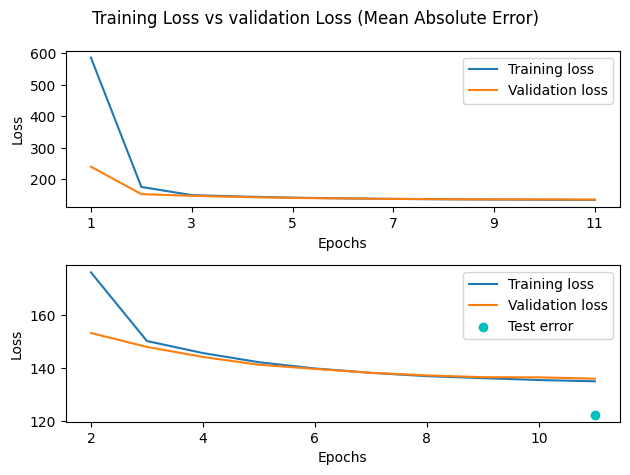 Training Loss vs validation Loss (Mean Absolute Error)
600
500
400
300
200
Loss
Training loss
Validation loss
1 3 5 7 9 11
Epochs
160
140
120
Loss
Training loss
Validation loss
Test error
2 4 6 8 10
Epochs